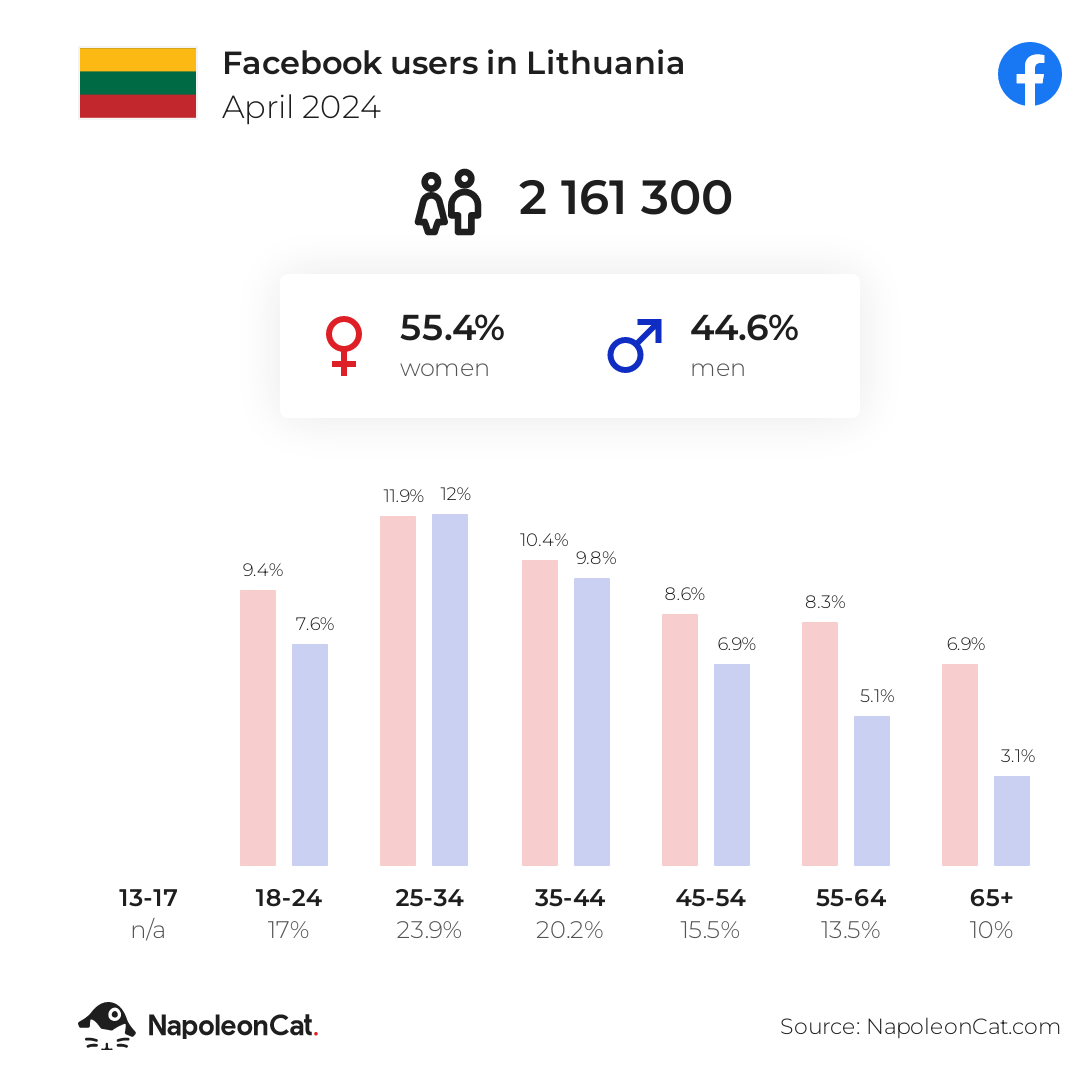 Facebook users in Lithuania
April 2024
2 161 300
55.4%
women
44.6%
men
11.9% 12%
10.4%
9.8%
9.4%
8.6%
8.3%
7.6%
6.9% 6.9%
5.1%
3.1%
13-17 18-24 25-34 35-44 45-54 55-64 65+
n/a 17% 23.9% 20.2% 15.5% 13.5% 10%
NapoleonCat.
Source: NapoleonCat.com